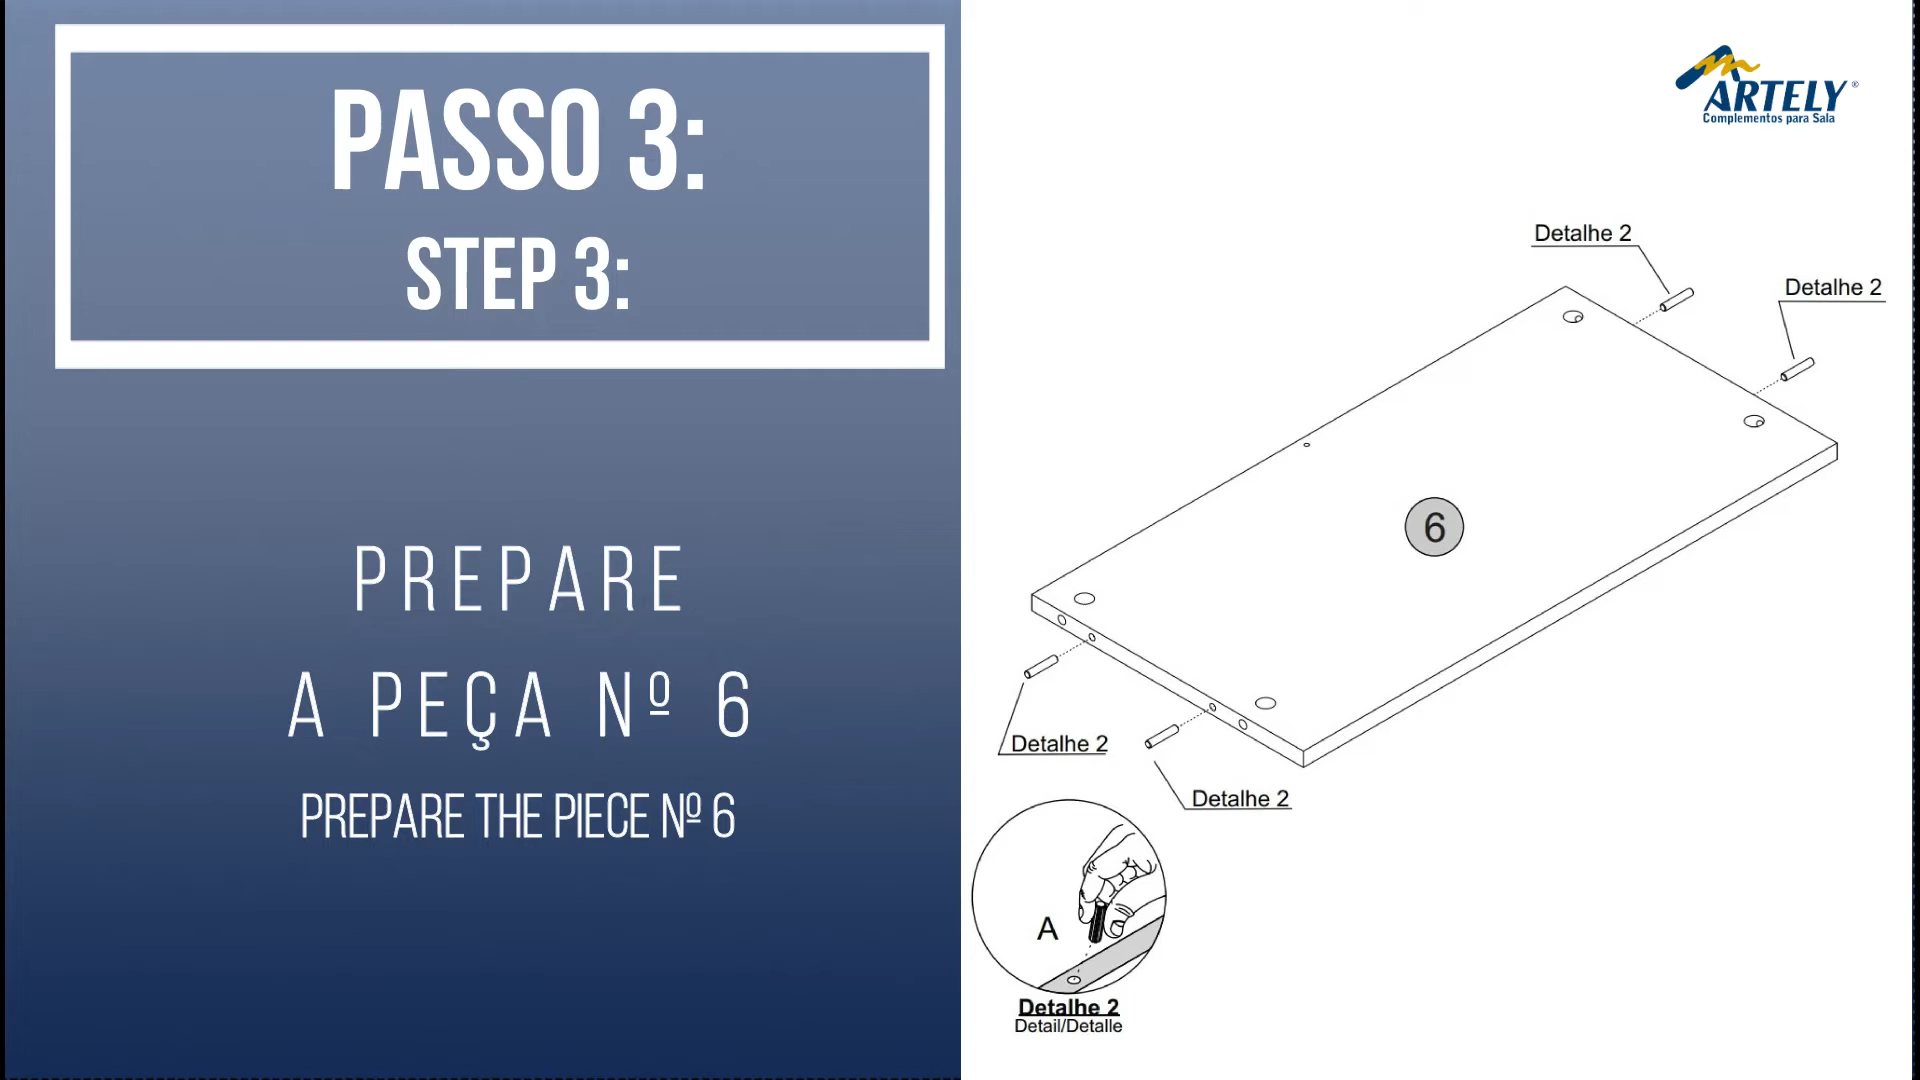 PASSO 3:
STEP 3:
PREPARE
A PEÇA Nº 6
PREPARE THE PIECE Nº 6
ARTELY®
Complementos para Sala
Detalhe 2
Detalhe 2
6
Detalhe 2
Detalhe 2
A
Detalhe 2
Detail/Detalle